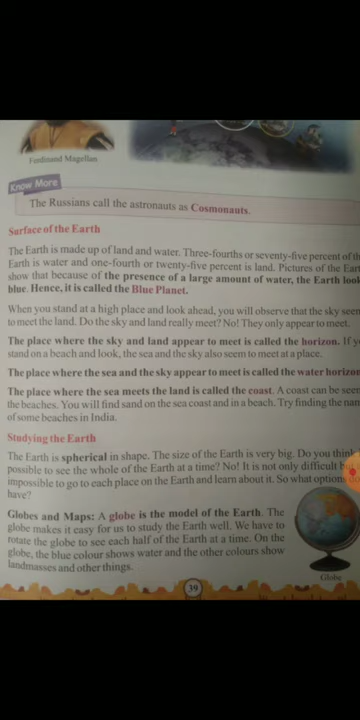 Ferdinand Magellan
Know More
The Russians call the astronauts as Cosmonauts.
Surface of the Earth
The Earth is made up of land and water. Three-fourths or seventy-five percent of th
Earth is water and one-fourth or twenty-five percent is land. Pictures of the Eart
show that because of the presence of a large amount of water, the Earth look
blue. Hence, it is called the Blue Planet.
When you stand at a high place and look ahead, you will observe that the sky seem
to meet the land. Do the sky and land really meet? No! They only appear to meet.
The place where the sky and land appear to meet is called the horizon. If y
stand on a beach and look, the sea and the sky also seem to meet at a place.
The place where the sea and the sky appear to meet is called the water horizon
The place where the sea meets the land is called the coast. A coast can be seen
the beaches. You will find sand on the sea coast and in a beach. Try finding the nam
of some beaches in India.
Studying the Earth
The Earth is spherical in shape. The size of the Earth is very big. Do you think
possible to see the whole of the Earth at a time? No! It is not only difficult b
impossible to go to each place on the Earth and learn about it. So what options do
have?
Globes and Maps: A globe is the model of the Earth. The
globe makes it easy for us to study the Earth well. We have to
rotate the globe to see each half of the Earth at a time. On the
globe, the blue colour shows water and the other colours show
landmasses and other things.
Globe
39